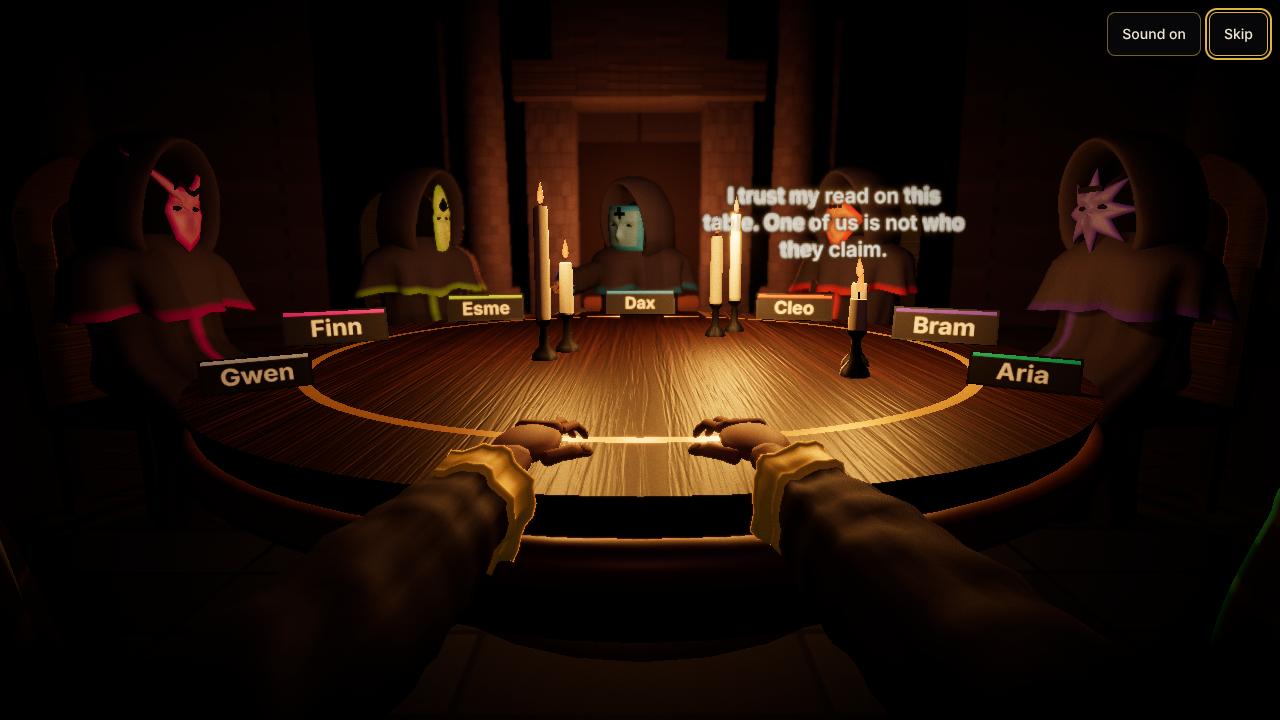 Sound on
Skip
I trust my read on this
table. One of us is not who
they claim.
Esme
Dax
Cleo
Finn
Bram
Gwen
Aria